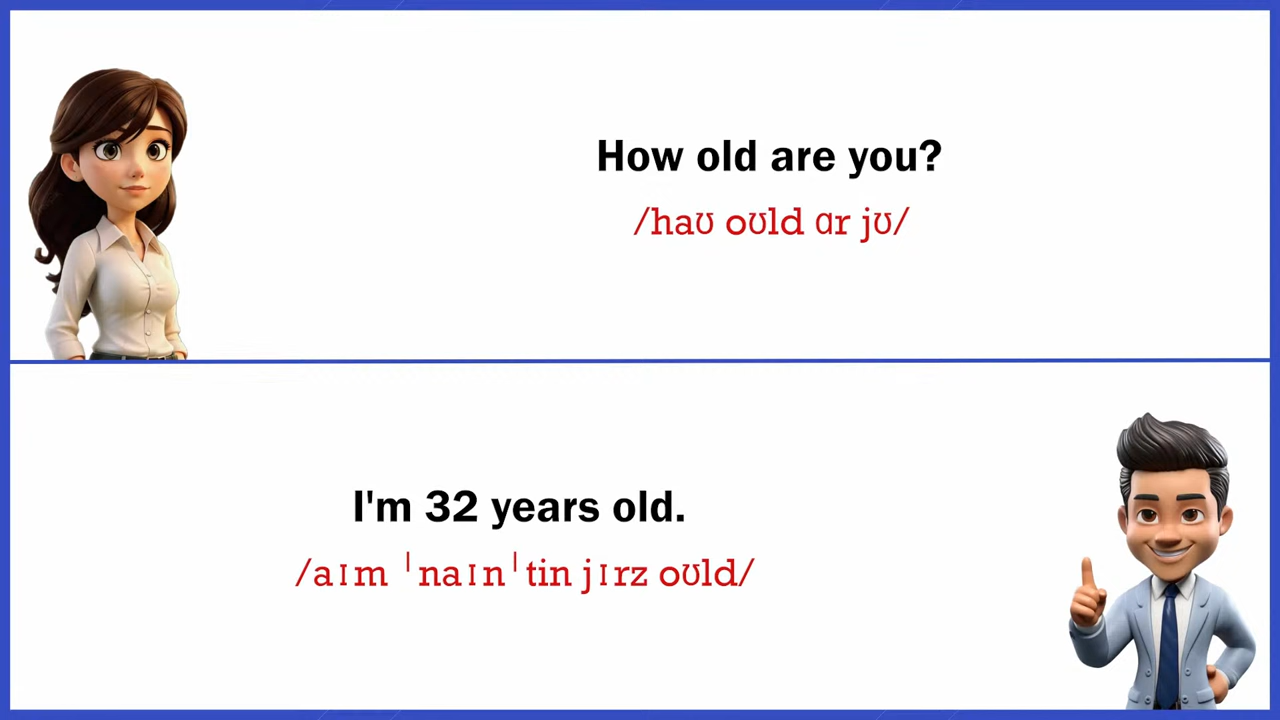 How old are you?
/haʊ oʊld ɑr jʊ/
I'm 32 years old.
/aɪm ˈnaɪnˈtin jɪrz oʊld/